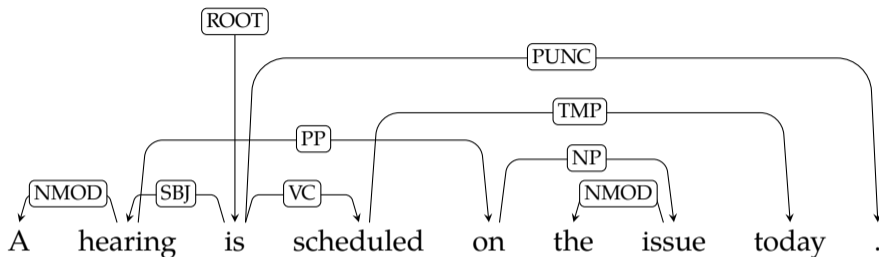 ROOT
PUNC
TMP
PP
NP
NMOD SBJ VC NMOD
A hearing is scheduled on the issue today .